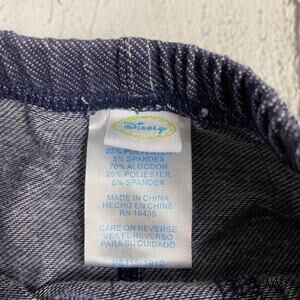 Disney
25% POLYESTER
5% SPANDEX
70% ALGODON
25% POLIESTER
5% SPANDEX
MADE IN CHINA
HECHO EN CHINE
RN 16435
CARE ON REVERSE
VEA EL REVERSO
PARA SU CUIDADO